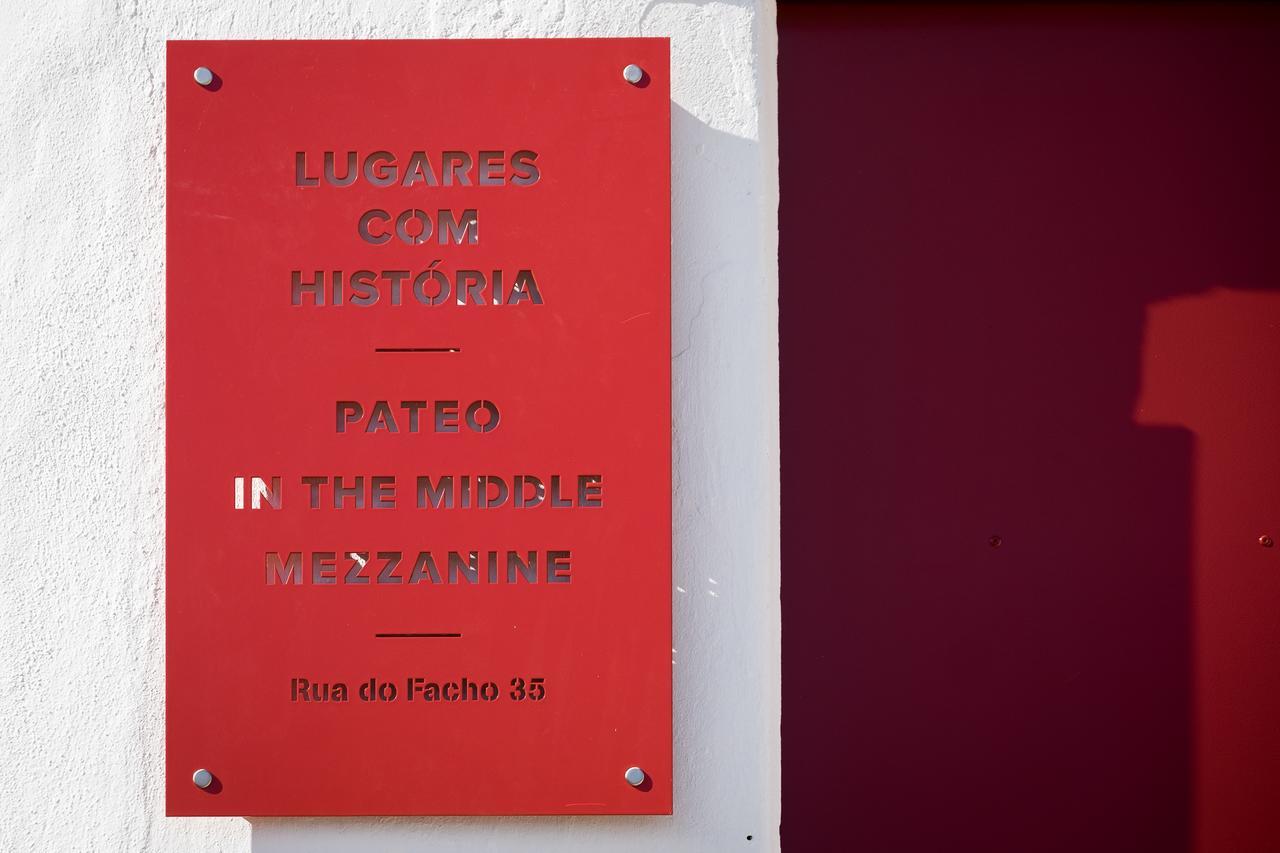 LUGARES
COM
HISTÓRIA
PATEO
IN THE MIDDLE
MEZZANINE
Rua do Facho 35